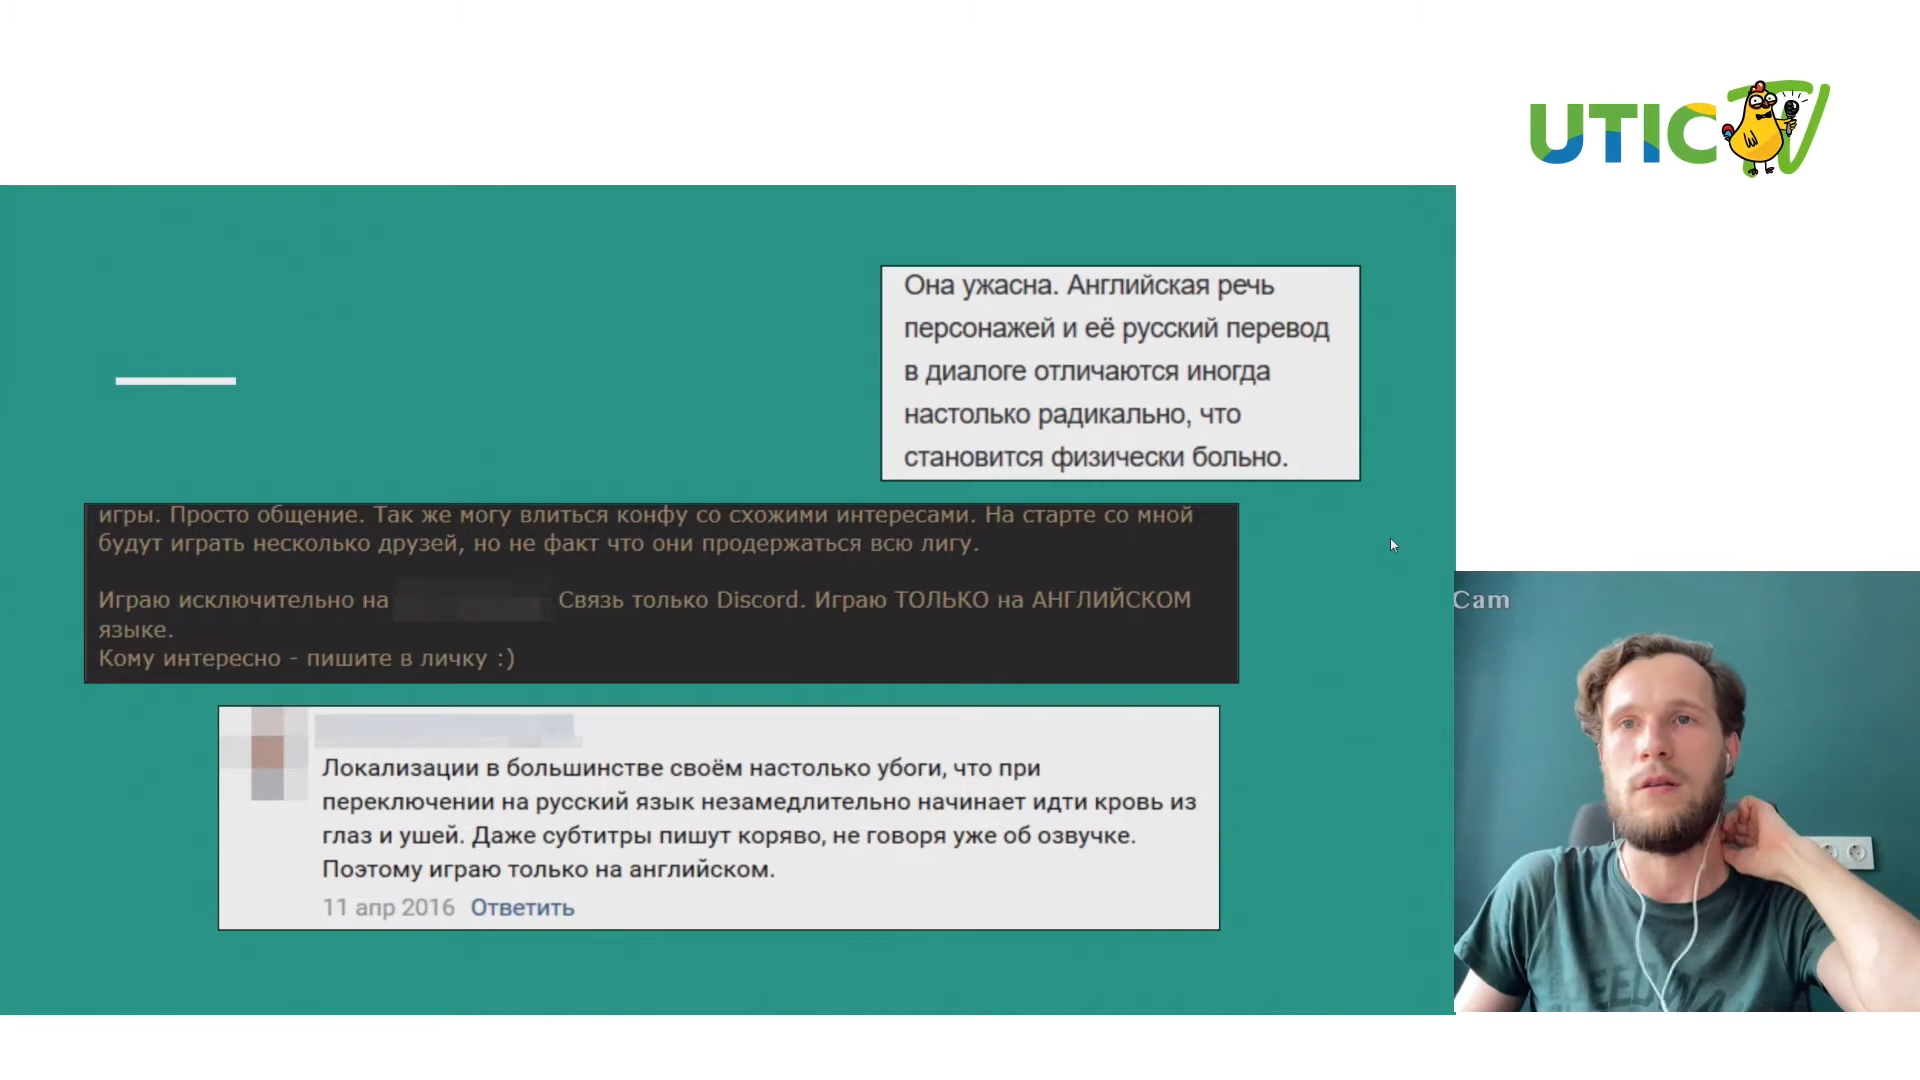 UTIC TV
Она ужасна. Английская речь
персонажей и её русский перевод
в диалоге отличаются иногда
настолько радикально, что
становится физически больно.
игры. Просто общение. Так же могу влиться конфу со схожими интересами. На старте со мной
будут играть несколько друзей, но не факт что они продержаться всю лигу.
Играю исключительно на Связь только Discord. Играю ТОЛЬКО на АНГЛИЙСКОМ
языке.
Кому интересно - пишите в личку :)
Cam
Локализации в большинстве своём настолько убоги, что при
переключении на русский язык незамедлительно начинает идти кровь из
глаз и ушей. Даже субтитры пишут коряво, не говоря уже об озвучке.
Поэтому играю только на английском.
11 апр 2016 Ответить